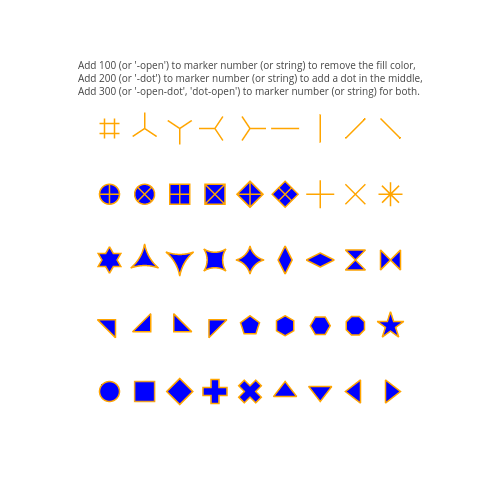 Add 100 (or '-open') to marker number (or string) to remove the fill color,
Add 200 (or '-dot') to marker number (or string) to add a dot in the middle,
Add 300 (or '-open-dot', 'dot-open') to marker number (or string) for both.